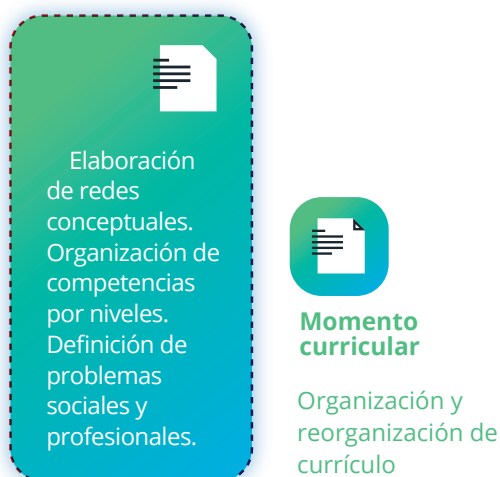 Elaboración
de redes
conceptuales.
Organización de
competencias
por niveles.
Definición de
problemas
sociales y
profesionales.
Momento
curricular
Organización y
reorganización de
currículo